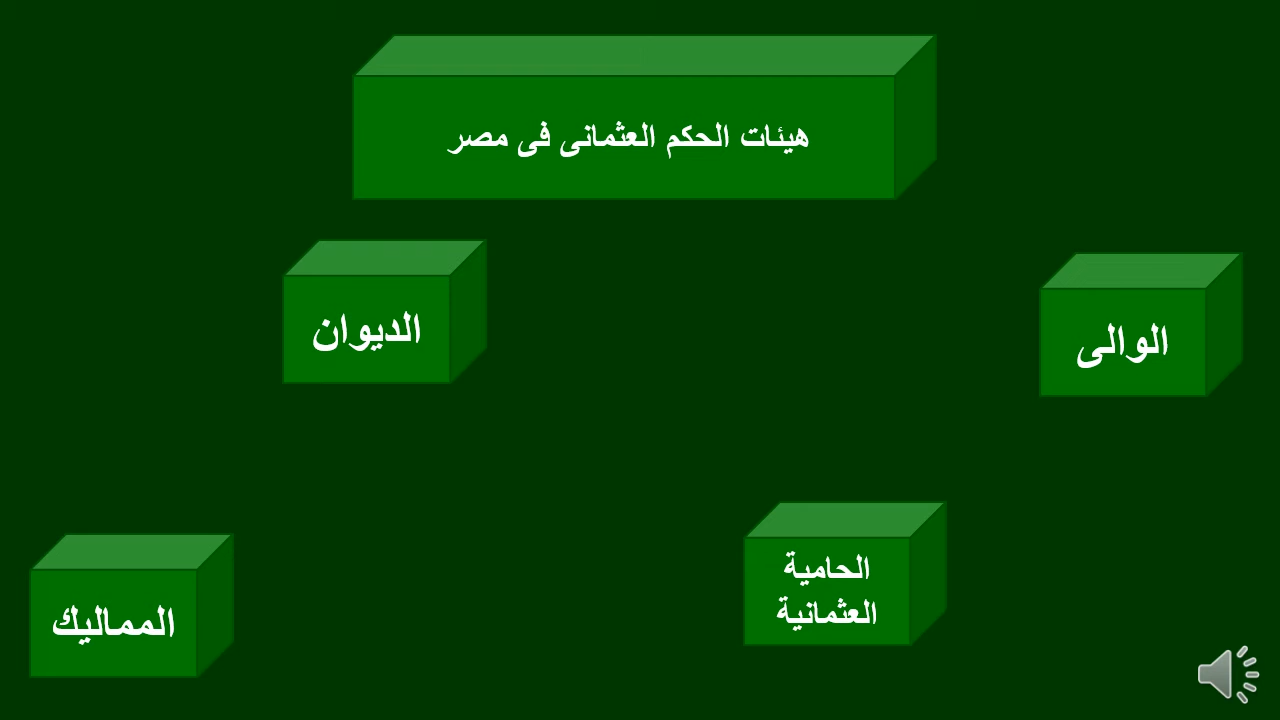 هيئات الحكم العثمانى فى مصر
الوالى
الديوان
الحامية
العثمانية
المماليك